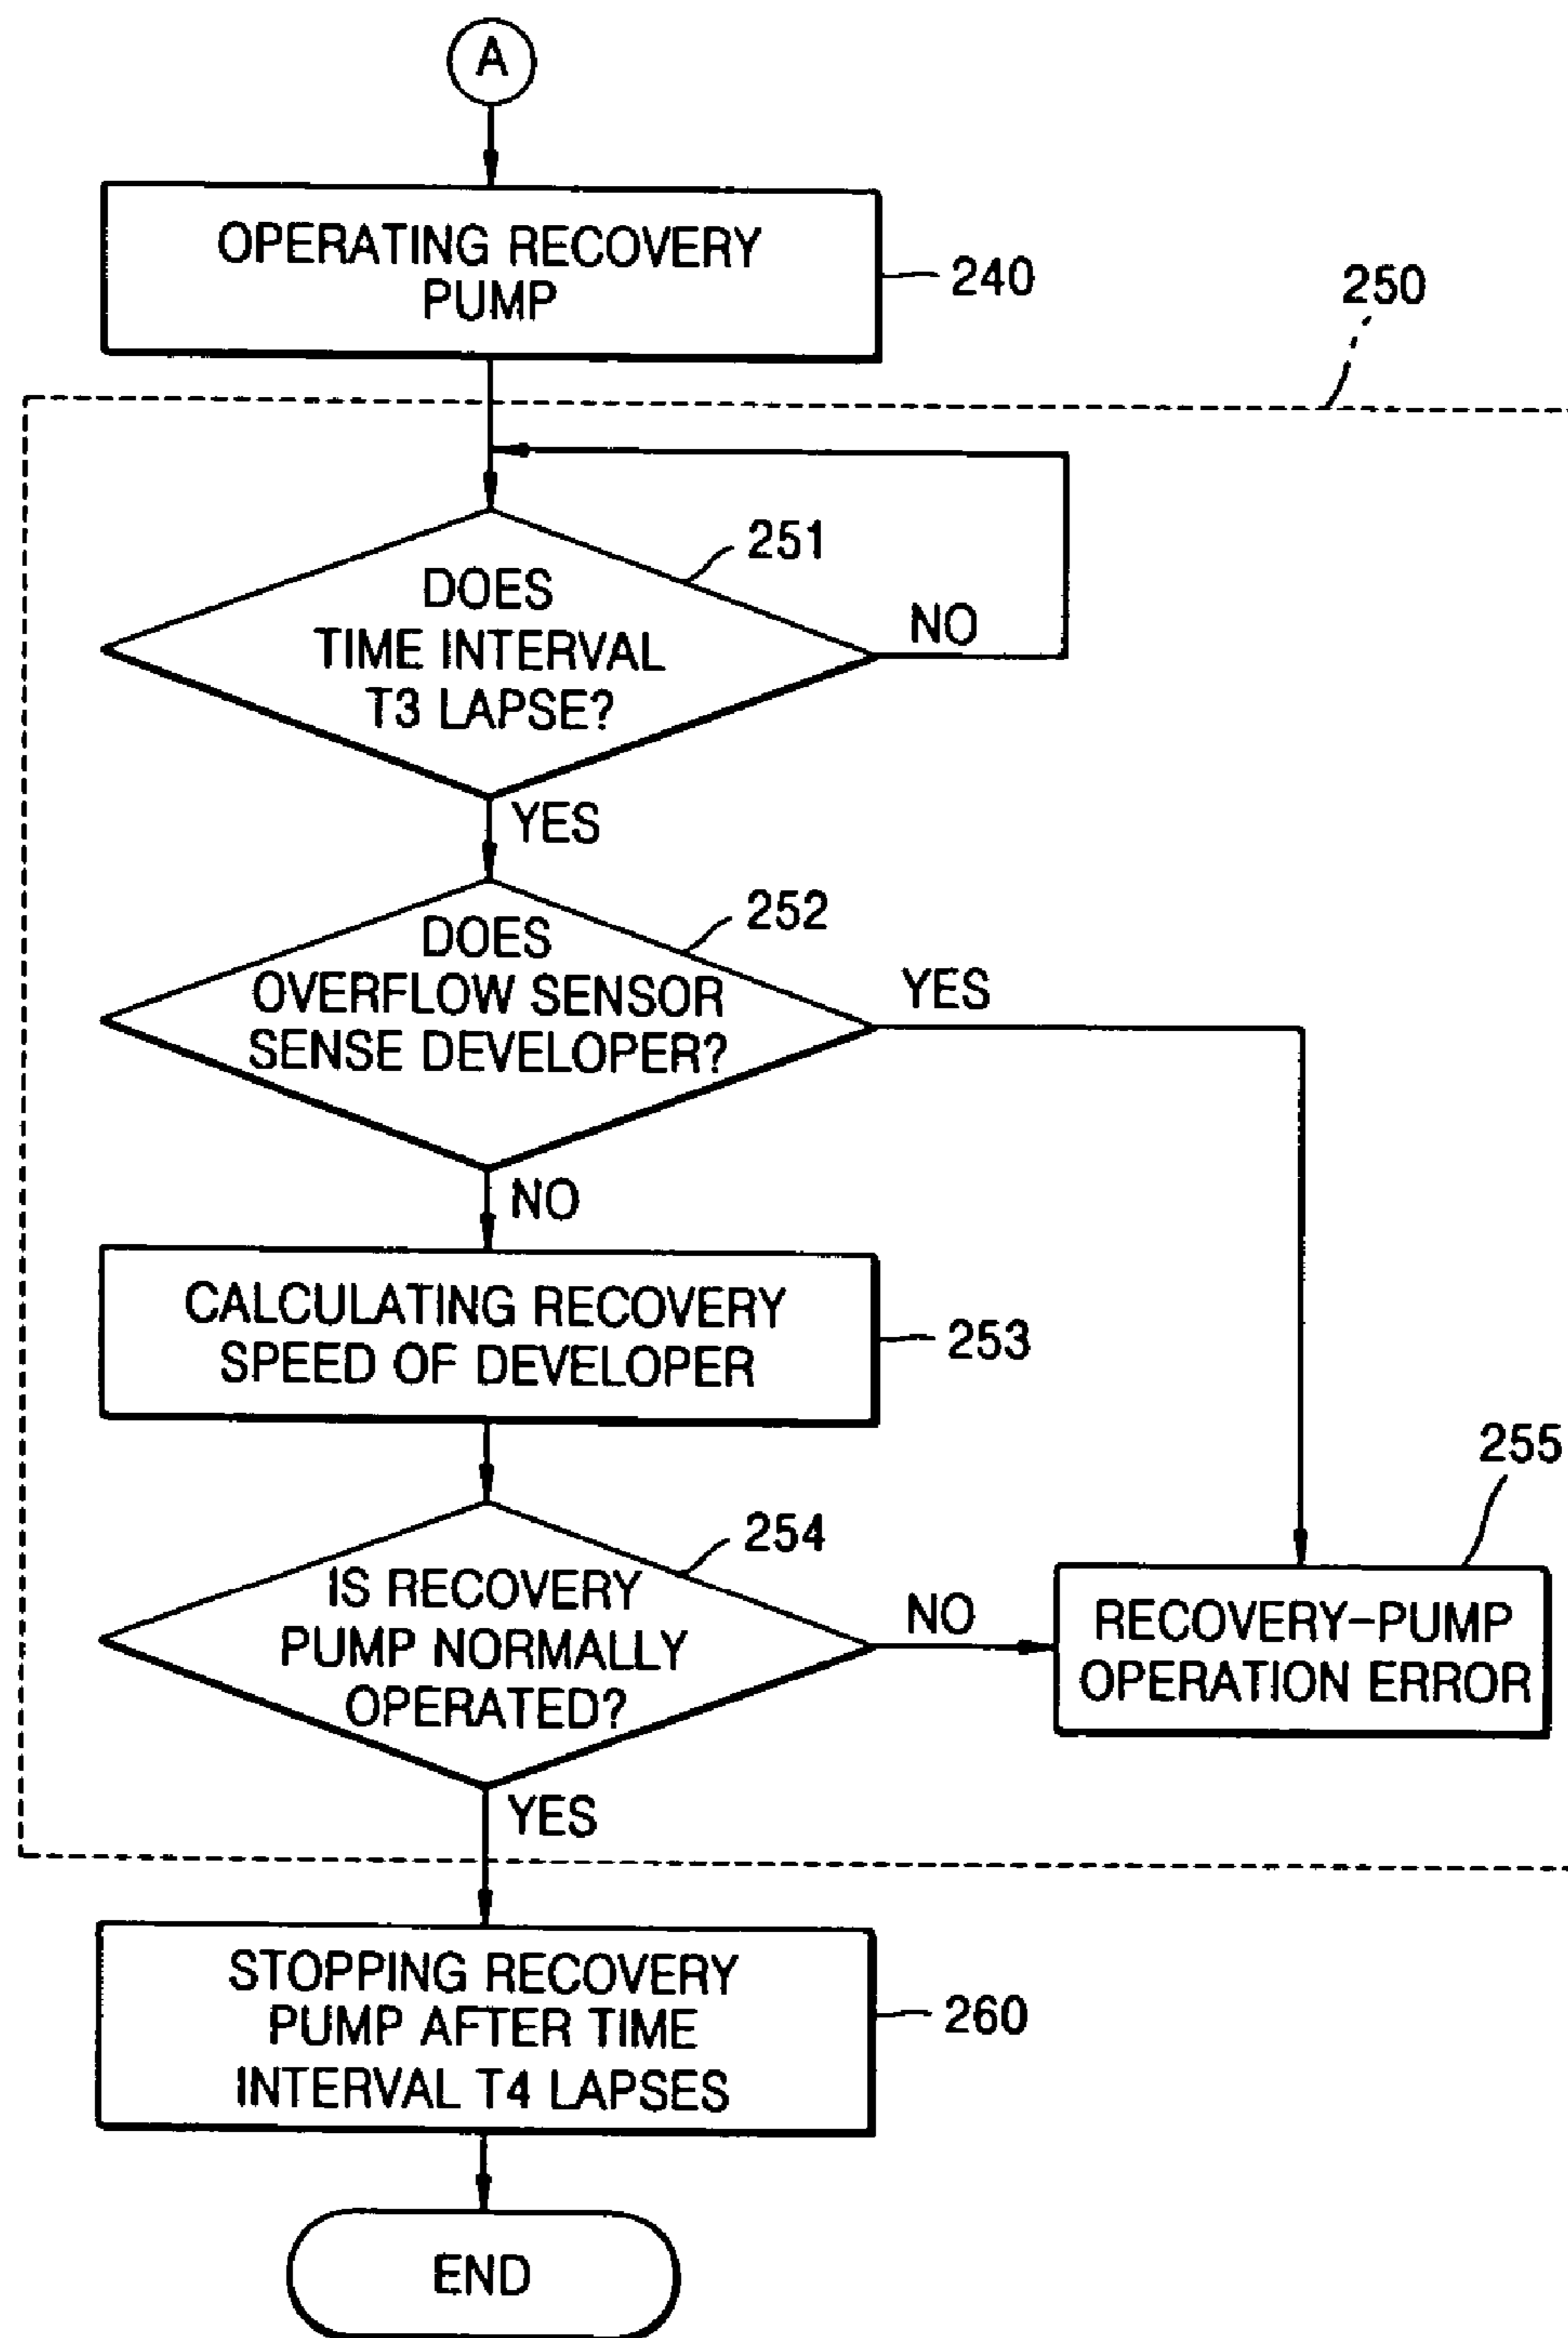 A
OPERATING RECOVERY
PUMP
240
250
251
DOES
TIME INTERVAL
T3 LAPSE?
NO
YES
252
DOES
OVERFLOW SENSOR
SENSE DEVELOPER?
YES
NO
CALCULATING RECOVERY
SPEED OF DEVELOPER
253
254
IS RECOVERY
PUMP NORMALLY
OPERATED?
NO
YES
255
RECOVERY-PUMP
OPERATION ERROR
STOPPING RECOVERY
PUMP AFTER TIME
INTERVAL T4 LAPSES
260
END